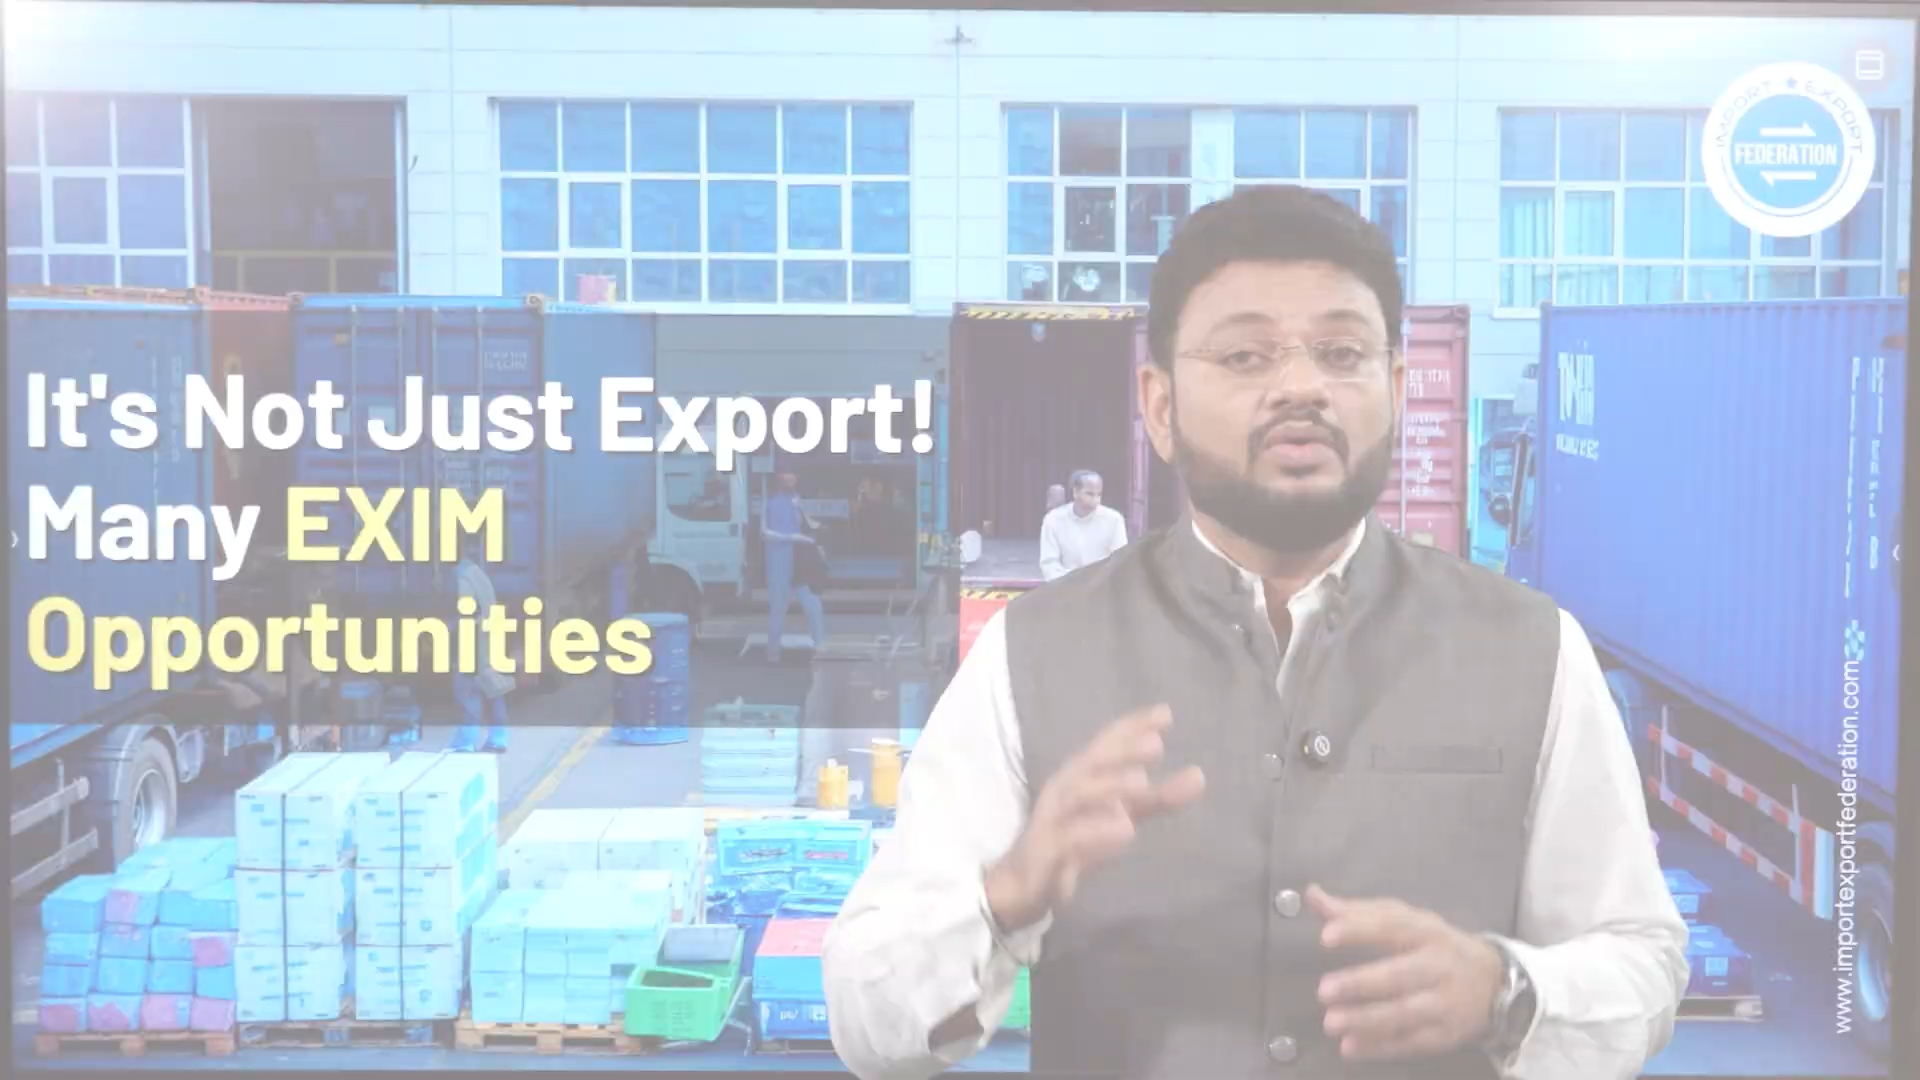 It's Not Just Export!
Many EXIM
Opportunities
IMPORT ★ EXPORT
FEDERATION
www.importexportfederation.com